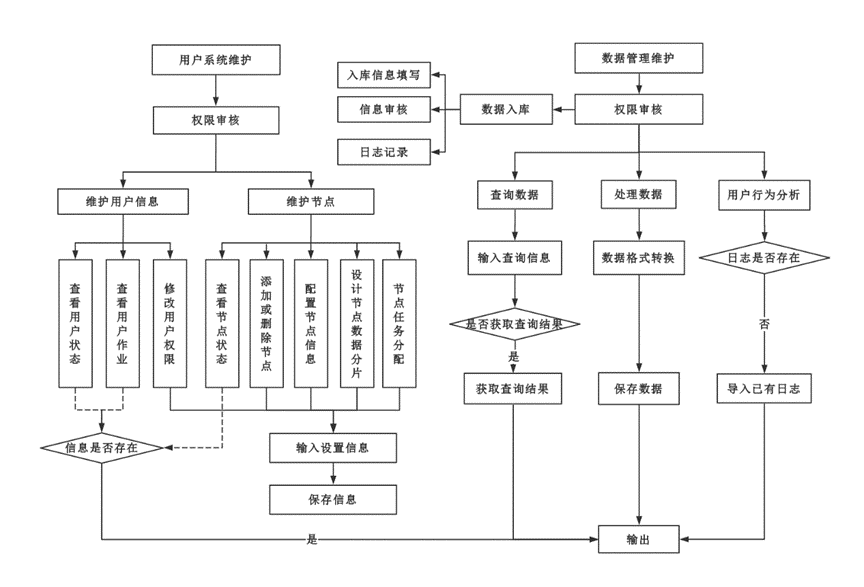 用户系统维护
数据管理维护
入库信息填写
信息审核
数据入库
权限审核
权限审核
日志记录
维护用户信息
维护节点
查询数据
处理数据
用户行为分析
输入查询信息
数据格式转换
日志是否存在
查看用户状态
查看用户作业
修改用户权限
查看节点状态
添加或删除节点
配置节点信息
设计节点数据分片
节点任务分配
是否获取查询结果
否
是
获取查询结果
保存数据
导入已有日志
信息是否存在
输入设置信息
保存信息
是
输出